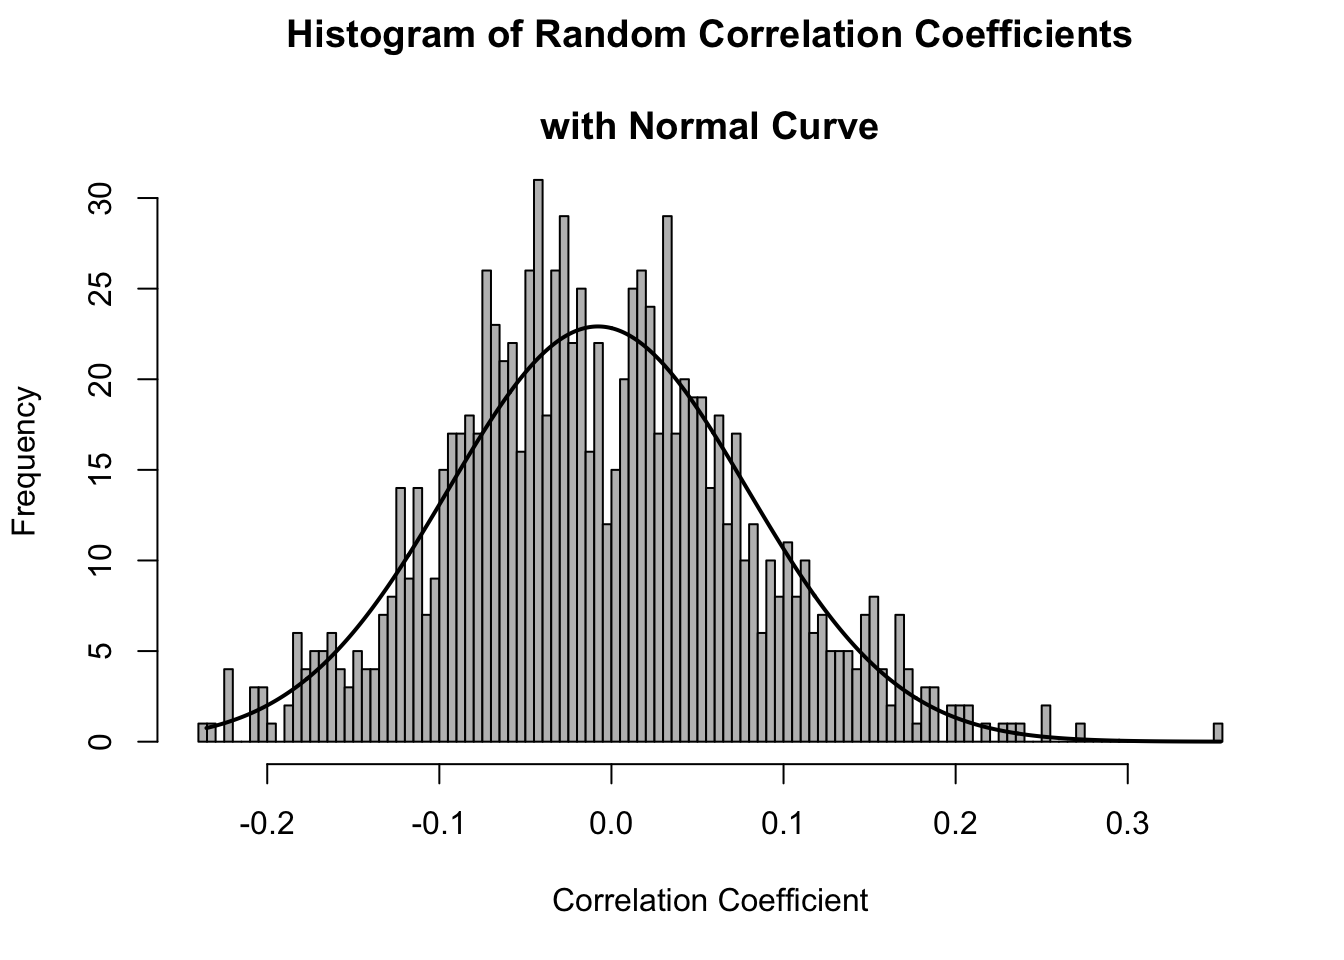 Histogram of Random Correlation Coefficients
with Normal Curve
30
25
20
15
10
5
0
Frequency
-0.2 -0.1 0.0 0.1 0.2 0.3
Correlation Coefficient